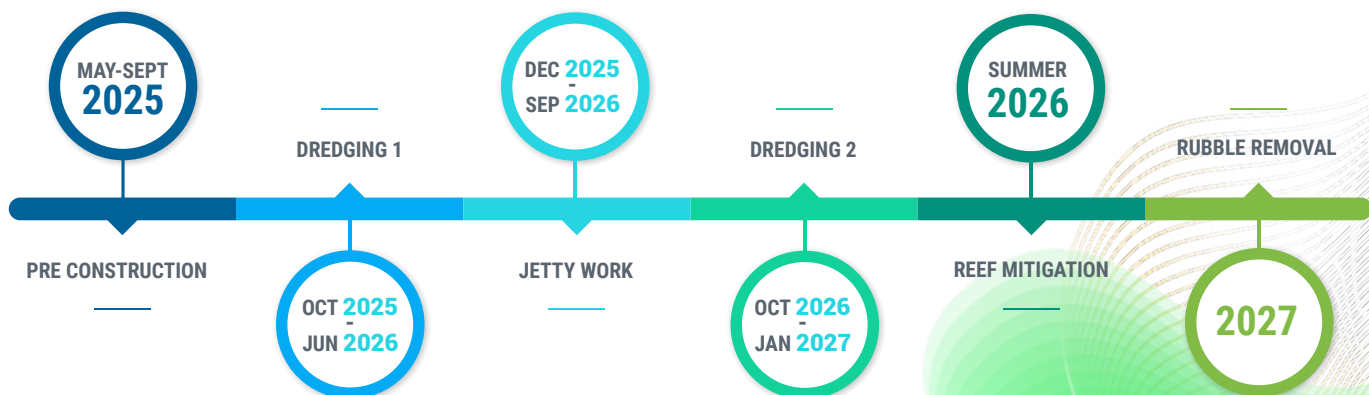 MAY-SEPT
2025
PRE CONSTRUCTION
DREDGING 1
OCT 2025
-
JUN 2026
DEC 2025
-
SEP 2026
JETTY WORK
DREDGING 2
OCT 2026
-
JAN 2027
SUMMER
2026
REEF MITIGATION
RUBBLE REMOVAL
2027